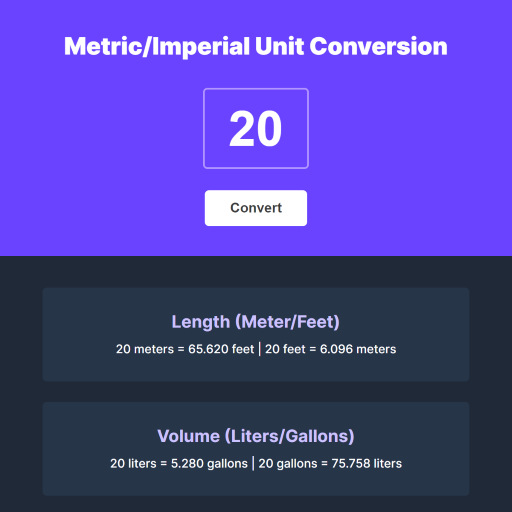 Metric/Imperial Unit Conversion
20
Convert
Length (Meter/Feet)
20 meters = 65.620 feet | 20 feet = 6.096 meters
Volume (Liters/Gallons)
20 liters = 5.280 gallons | 20 gallons = 75.758 liters